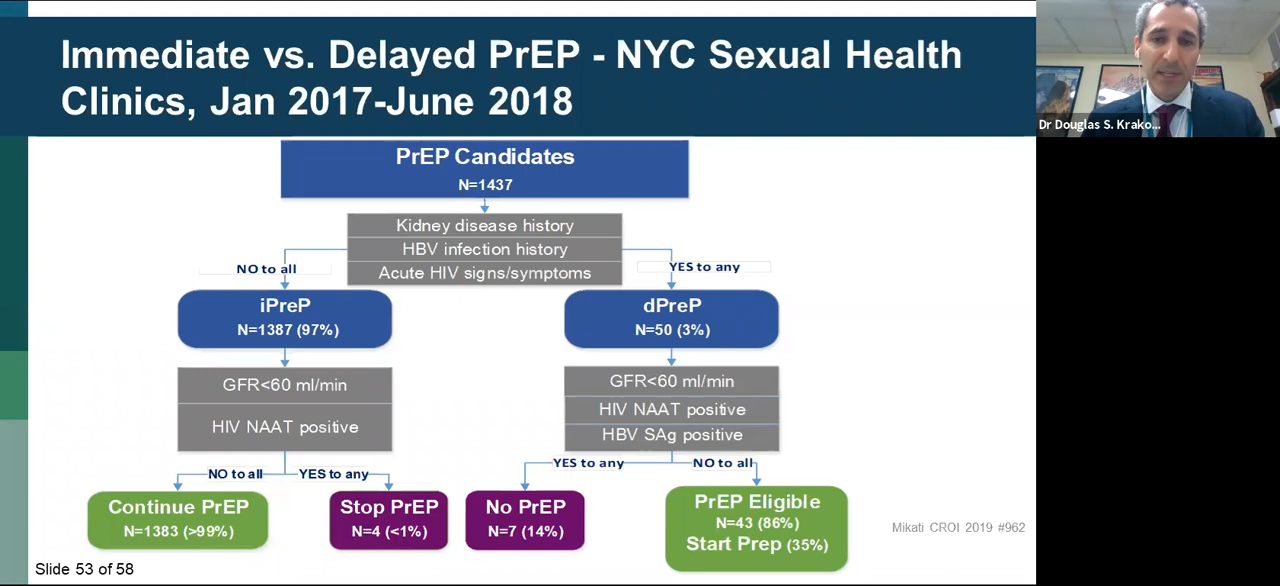 Immediate vs. Delayed PrEP - NYC Sexual Health
Clinics, Jan 2017-June 2018
Dr Douglas S. Krako...
PrEP Candidates
N=1437
Kidney disease history
HBV infection history
Acute HIV signs/symptoms
NO to all
YES to any
iPreP
N=1387 (97%)
dPreP
N=50 (3%)
GFR<60 ml/min
HIV NAAT positive
GFR<60 ml/min
HIV NAAT positive
HBV SAg positive
NO to all
YES to any
YES to any
NO to all
Continue PrEP
N=1383 (>99%)
Stop PrEP
N=4 (<1%)
No PrEP
N=7 (14%)
PrEP Eligible
N=43 (86%)
Start Prep (35%)
Mikati CROI 2019 #962
Slide 53 of 58